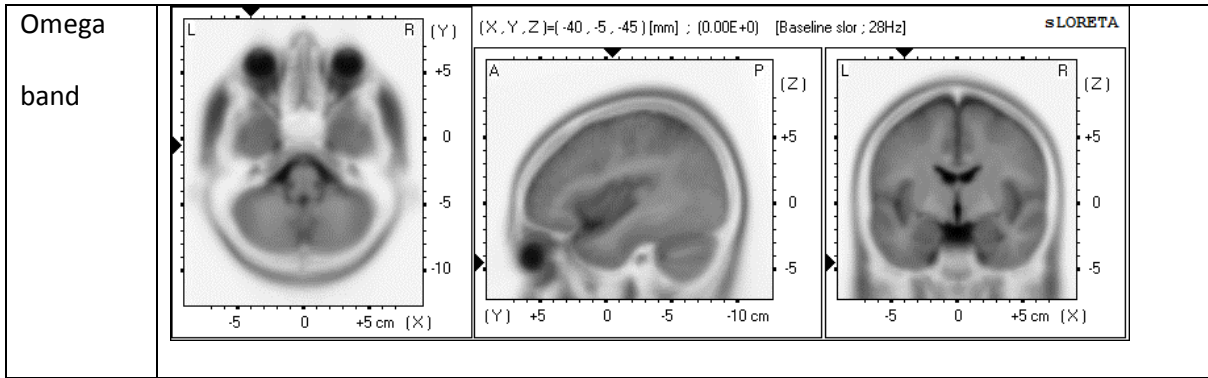 Omega
band
L R (Y)
+5
0
-5
-10
-5 0 +5 cm (X)
(X, Y, Z)=( -40 , -5 , -45 ) [mm] ; (0.00E+0) [Baseline slor ; 28Hz]
sLORETA
A P (Z)
+5
0
-5
(Y) +5 0 -5 -10 cm
L R (Z)
+5
0
-5
-5 0 +5 cm (X)